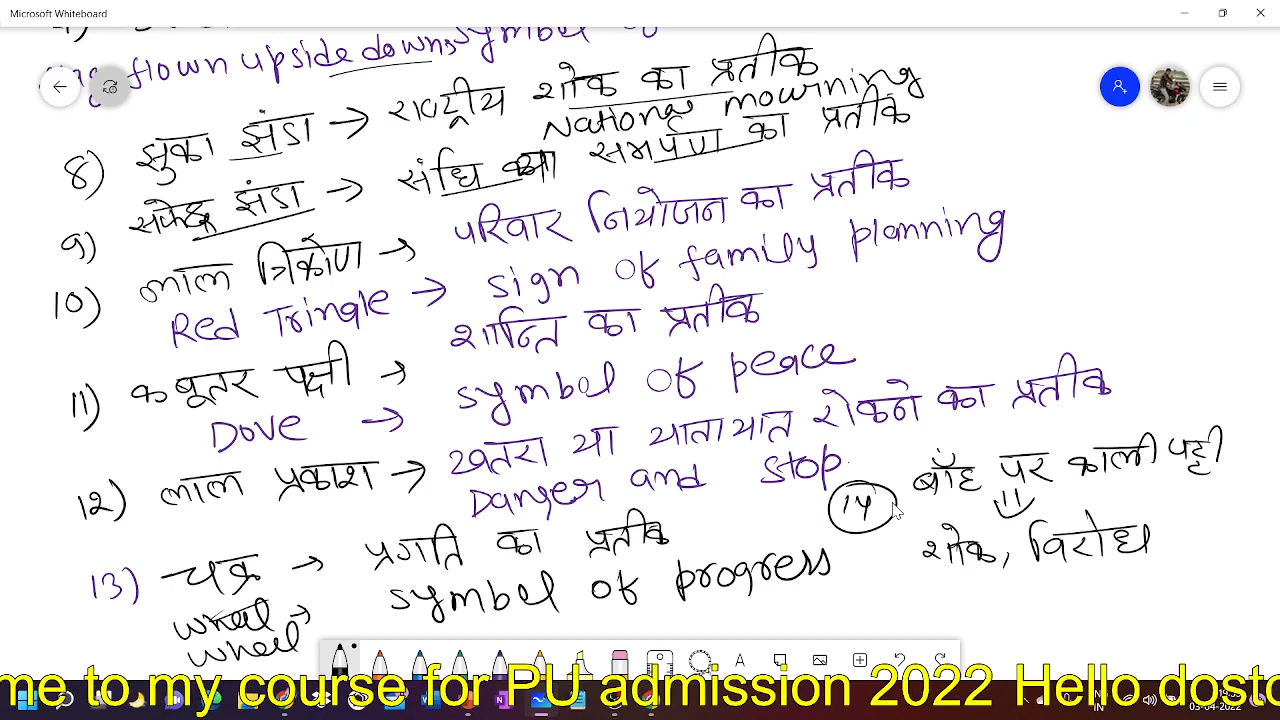 Microsoft Whiteboard
flown upside down, symbol
8) झुका झंडा → राष्ट्रीय शोक का प्रतीक
National mourning
9) सफेद झंडा → संधि या समर्पण का प्रतीक
10) लाल त्रिकोण → परिवार नियोजन का प्रतीक
Red Tringle → sign of family planning
11) कबूतर पक्षी → शान्ति का प्रतीक
Dove → symbol of peace
12) लाल प्रकाश → खतरा या यातायात रोकने का प्रतीक
Danger and stop
13) चक्र → प्रगति का प्रतीक
wheel → symbol of progress
wheel
14 बाँह पर काली पट्टी
शोक, विरोध
me to my course for PU admission 2022 Hello dosto
03-04-2022